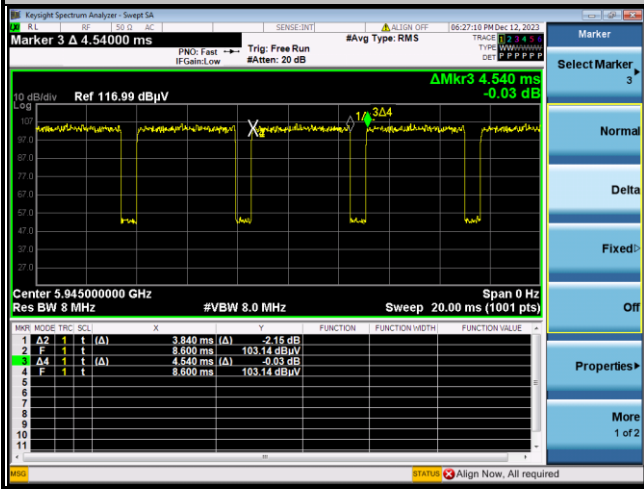 Keysight Spectrum Analyzer - Swept SA
RL RF 50 Ω AC SENSE:INT ALIGN OFF 06:27:10 PM Dec 12, 2023
Marker 3 Δ 4.54000 ms
PNO: Fast
IFGain:Low
Trig: Free Run
#Atten: 20 dB
#Avg Type: RMS
TRACE 1 2 3 4 5 6
TYPE WWWWWW
DET P P P P P P
ΔMkr3 4.540 ms
-0.03 dB
10 dB/div Ref 116.99 dBµV
Log
107
97.0
87.0
77.0
67.0
57.0
47.0
37.0
27.0
3Δ4
Center 5.945000000 GHz Span 0 Hz
Res BW 8 MHz #VBW 8.0 MHz Sweep 20.00 ms (1001 pts)
MKR MODE TRC SCL X Y FUNCTION FUNCTION WIDTH FUNCTION VALUE
1 Δ2 1 t (Δ) 3.840 ms (Δ) -2.15 dB
2 F 1 t 8.600 ms 103.14 dBµV
3 Δ4 1 t (Δ) 4.540 ms (Δ) -0.03 dB
4 F 1 t 8.600 ms 103.14 dBµV
5
6
7
8
9
10
11
MSG STATUS Align Now, All required
Marker
Select Marker
3
Normal
Delta
Fixed
Off
Properties
More
1 of 2